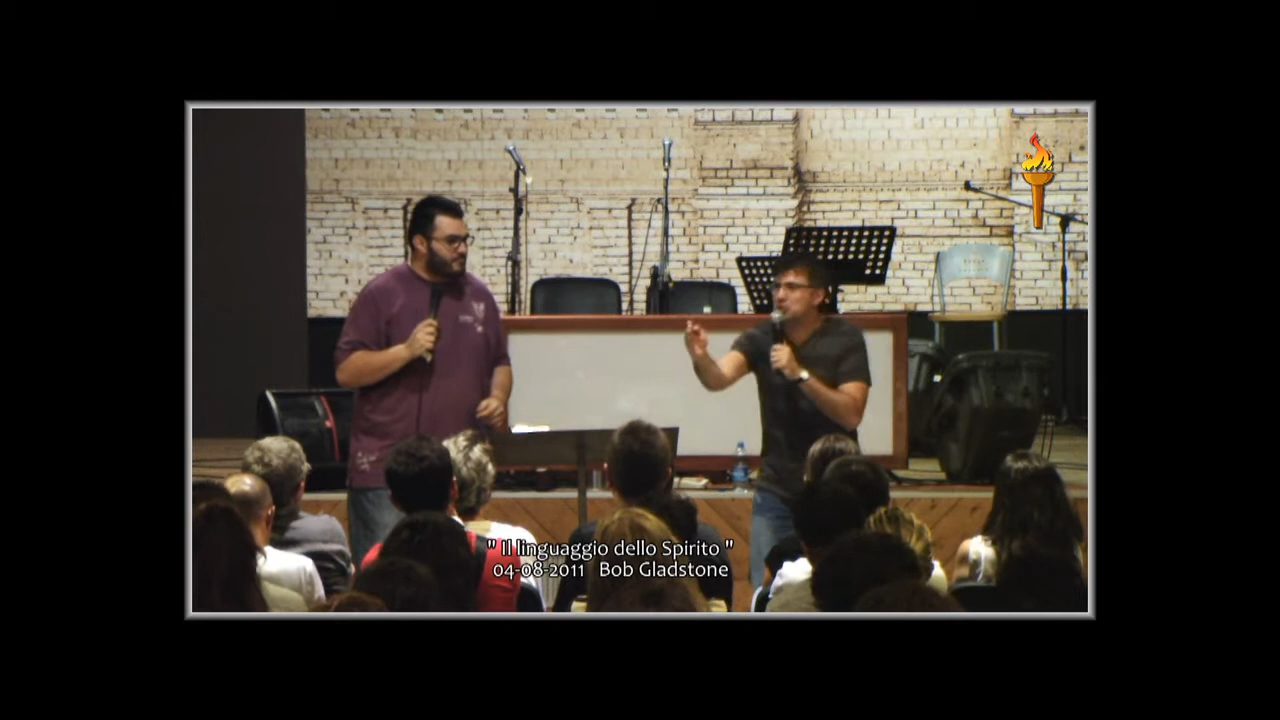 " Il linguaggio dello Spirito "
04-08-2011 Bob Gladstone